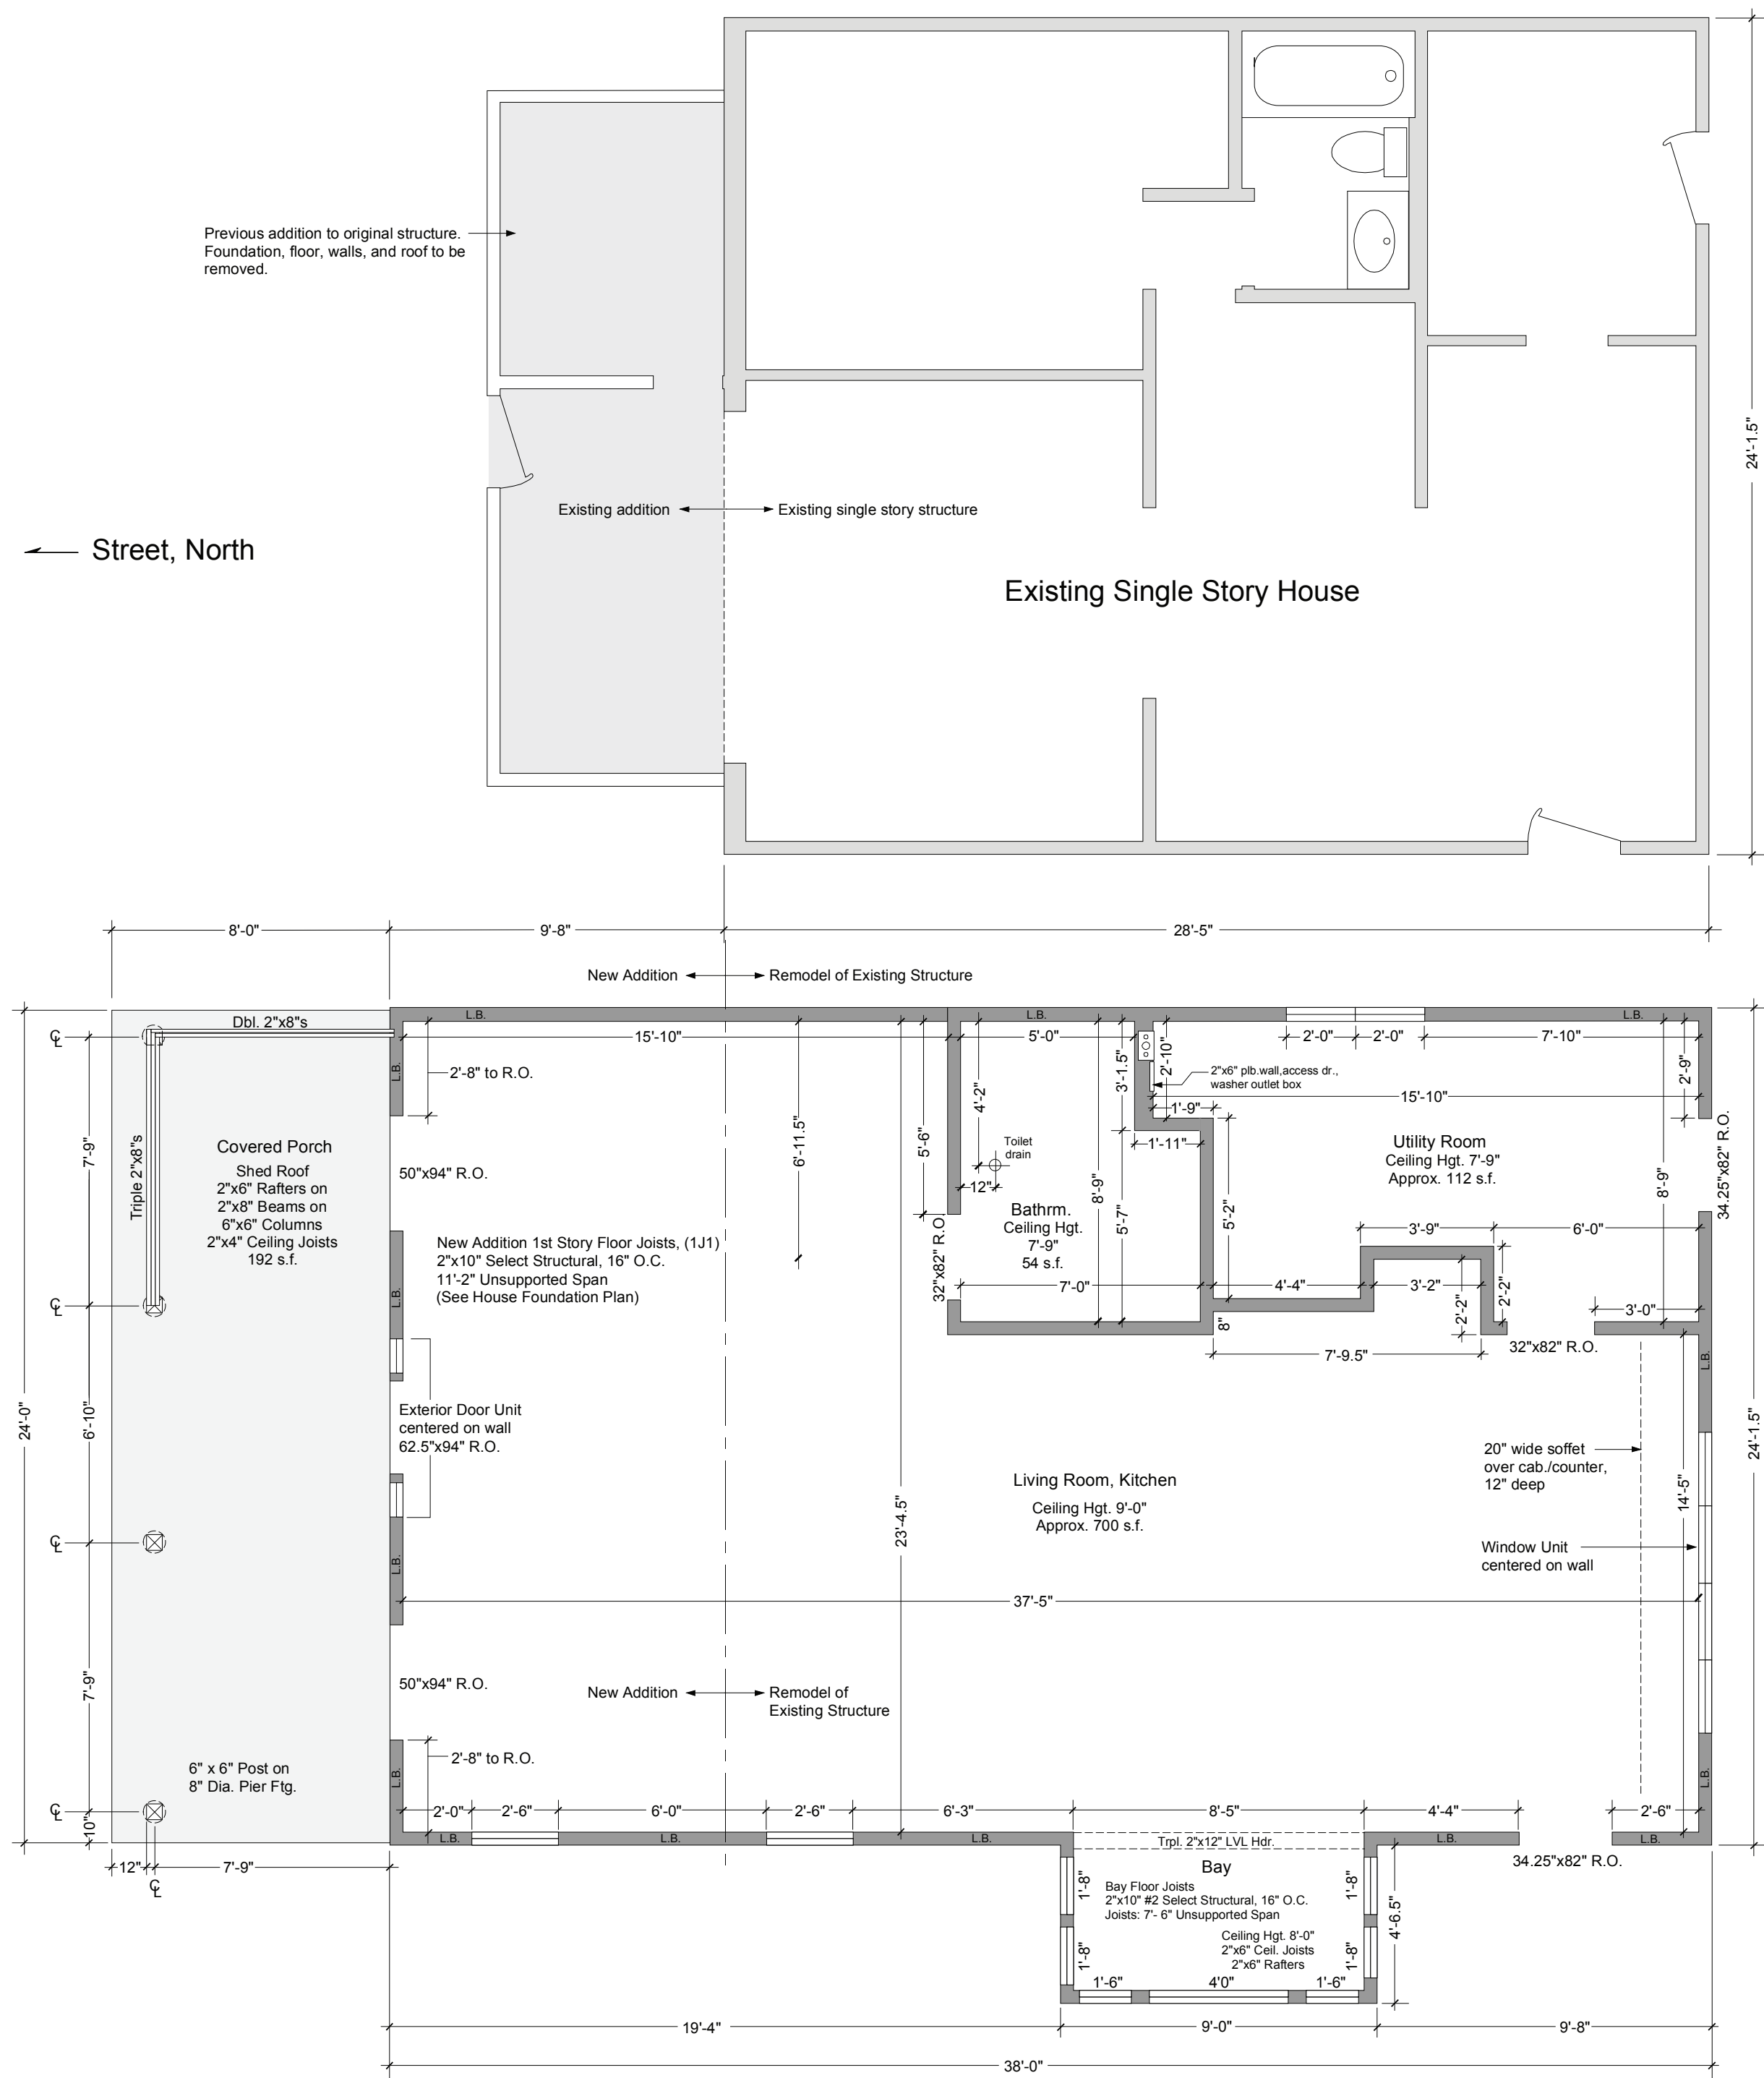 Previous addition to original structure.
Foundation, floor, walls, and roof to be
removed.
24'-1.5"
Existing addition
Existing single story structure
Street, North
Existing Single Story House
8'-0"
9'-8"
28'-5"
New Addition
Remodel of Existing Structure
Dbl. 2"x8"s
L.B.
L.B.
L.B.
15'-10"
5'-0"
2'-0"
2'-0"
7'-10"
℄
L.B.
2'-8" to R.O.
4'-2"
3'-1.5"
2'-10"
2"x6" plb.wall,access dr.,
washer outlet box
2'-9"
15'-10"
1'-9"
7'-9"
Triple 2"x8"s
Covered Porch
Shed Roof
2"x6" Rafters on
2"x8" Beams on
6"x6" Columns
2"x4" Ceiling Joists
192 s.f.
50"x94" R.O.
6'-11.5"
5'-6"
Toilet
drain
12"
1'-11"
Utility Room
Ceiling Hgt. 7'-9"
Approx. 112 s.f.
34.25"x82" R.O.
8'-9"
8'-9"
5'-7"
5'-2"
Bathrm.
Ceiling Hgt.
7'-9"
54 s.f.
3'-9"
6'-0"
New Addition 1st Story Floor Joists, (1J1)
2"x10" Select Structural, 16" O.C.
11'-2" Unsupported Span
(See House Foundation Plan)
32"x82" R.O.
7'-0"
4'-4"
3'-2"
2'-2"
2'-2"
℄
L.B.
3'-0"
8"
32"x82" R.O.
7'-9.5"
L.B.
24'-0"
6'-10"
Exterior Door Unit
centered on wall
62.5"x94" R.O.
24'-1.5"
20" wide soffet
over cab./counter,
12" deep
Living Room, Kitchen
Ceiling Hgt. 9'-0"
Approx. 700 s.f.
23'-4.5"
14'-5"
℄
L.B.
Window Unit
centered on wall
37'-5"
7'-9"
50"x94" R.O.
New Addition
Remodel of
Existing Structure
6" x 6" Post on
8" Dia. Pier Ftg.
L.B.
2'-8" to R.O.
L.B.
℄
10"
2'-0"
2'-6"
6'-0"
2'-6"
6'-3"
8'-5"
4'-4"
2'-6"
L.B.
L.B.
L.B.
Trpl. 2"x12" LVL Hdr.
L.B.
L.B.
12"
7'-9"
℄
34.25"x82" R.O.
Bay
Bay Floor Joists
2"x10" #2 Select Structural, 16" O.C.
Joists: 7'- 6" Unsupported Span
1'-8"
1'-8"
4'-6.5"
Ceiling Hgt. 8'-0"
2"x6" Ceil. Joists
2"x6" Rafters
1'-8"
1'-8"
1'-6"
4'0"
1'-6"
19'-4"
9'-0"
9'-8"
38'-0"